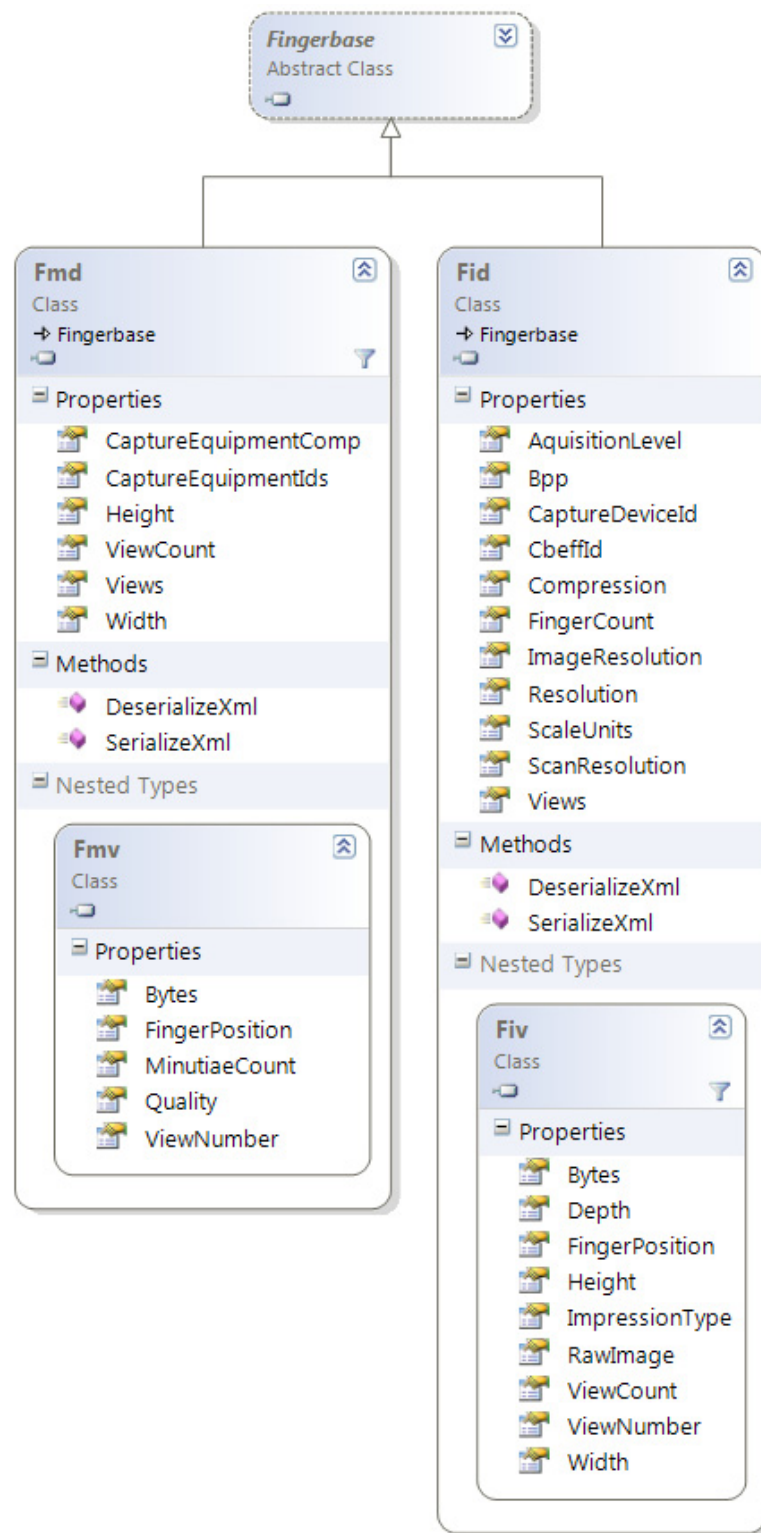 Fingerbase
Abstract Class
Fmd
Class
Fingerbase
Properties
CaptureEquipmentComp
CaptureEquipmentIds
Height
ViewCount
Views
Width
Methods
DeserializeXml
SerializeXml
Nested Types
Fmv
Class
Properties
Bytes
FingerPosition
MinutiaeCount
Quality
ViewNumber
Fid
Class
Fingerbase
Properties
AquisitionLevel
Bpp
CaptureDeviceId
CbeffId
Compression
FingerCount
ImageResolution
Resolution
ScaleUnits
ScanResolution
Views
Methods
DeserializeXml
SerializeXml
Nested Types
Fiv
Class
Properties
Bytes
Depth
FingerPosition
Height
ImpressionType
RawImage
ViewCount
ViewNumber
Width